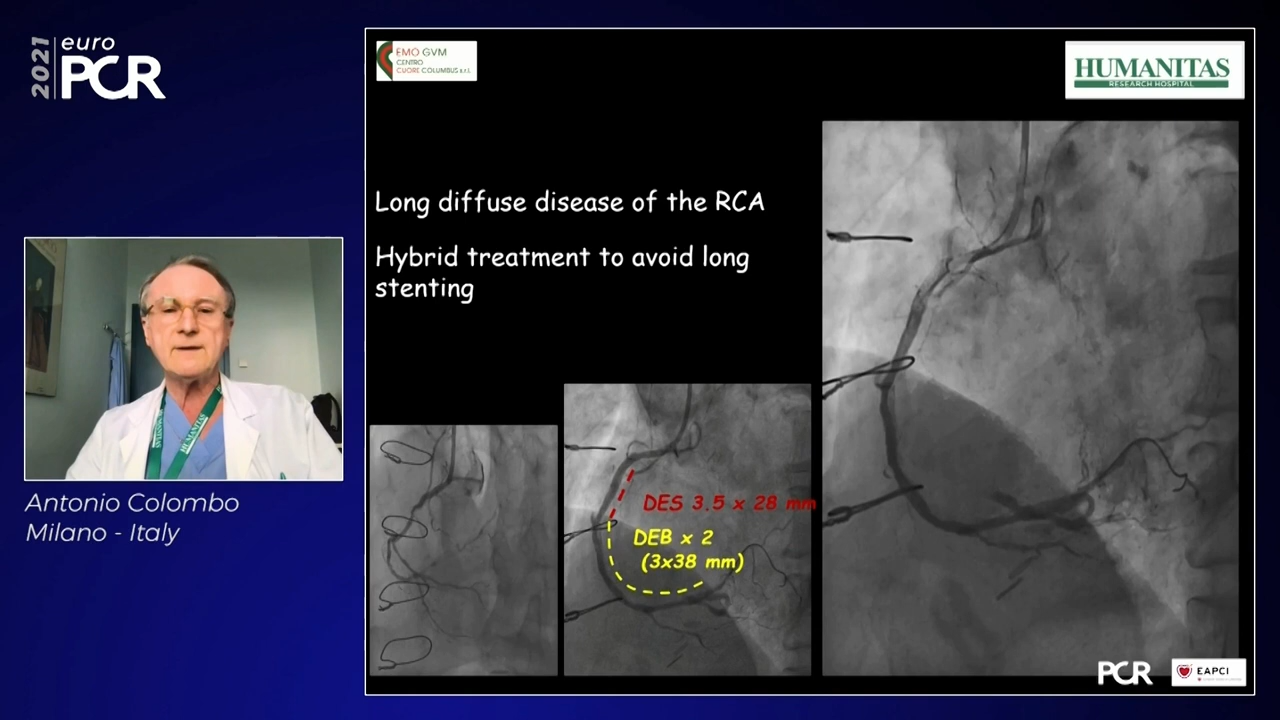 2021
euro
PCR
EMO GVM
CENTRO
CUORE COLUMBUS s.r.l.
HUMANITAS
RESEARCH HOSPITAL
Long diffuse disease of the RCA
Hybrid treatment to avoid long
stenting
DES 3.5 x 28 mm
DEB x 2
(3x38 mm)
HUMANITAS
Antonio Colombo
Milano - Italy
PCR
EAPCI